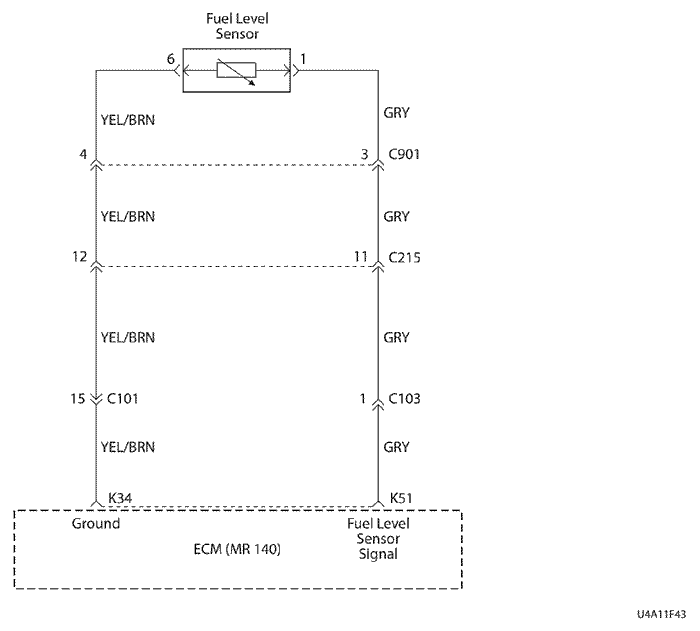 Fuel Level
Sensor
6
1
YEL/BRN
GRY
4
3
C901
YEL/BRN
GRY
12
11
C215
YEL/BRN
GRY
15
C101
1
C103
YEL/BRN
GRY
K34
K51
Ground
Fuel Level
Sensor
Signal
ECM (MR 140)
U4A11F43